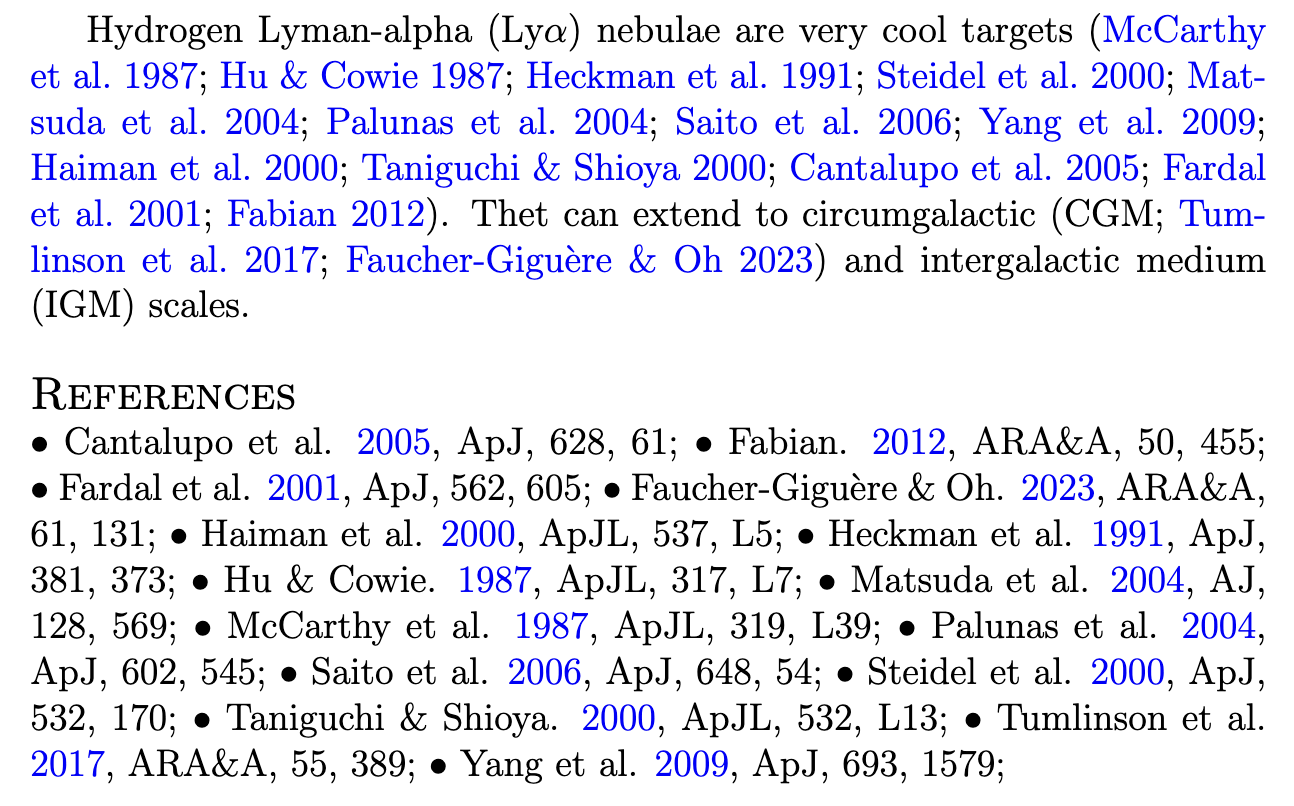 Hydrogen Lyman-alpha (Lyα) nebulae are very cool targets (McCarthy
et al. 1987; Hu & Cowie 1987; Heckman et al. 1991; Steidel et al. 2000; Mat-
suda et al. 2004; Palunas et al. 2004; Saito et al. 2006; Yang et al. 2009;
Haiman et al. 2000; Taniguchi & Shioya 2000; Cantalupo et al. 2005; Fardal
et al. 2001; Fabian 2012). Thet can extend to circumgalactic (CGM; Tum-
linson et al. 2017; Faucher-Giguère & Oh 2023) and intergalactic medium
(IGM) scales.
REFERENCES
• Cantalupo et al. 2005, ApJ, 628, 61; • Fabian. 2012, ARA&A, 50, 455;
• Fardal et al. 2001, ApJ, 562, 605; • Faucher-Giguère & Oh. 2023, ARA&A,
61, 131; • Haiman et al. 2000, ApJL, 537, L5; • Heckman et al. 1991, ApJ,
381, 373; • Hu & Cowie. 1987, ApJL, 317, L7; • Matsuda et al. 2004, AJ,
128, 569; • McCarthy et al. 1987, ApJL, 319, L39; • Palunas et al. 2004,
ApJ, 602, 545; • Saito et al. 2006, ApJ, 648, 54; • Steidel et al. 2000, ApJ,
532, 170; • Taniguchi & Shioya. 2000, ApJL, 532, L13; • Tumlinson et al.
2017, ARA&A, 55, 389; • Yang et al. 2009, ApJ, 693, 1579;